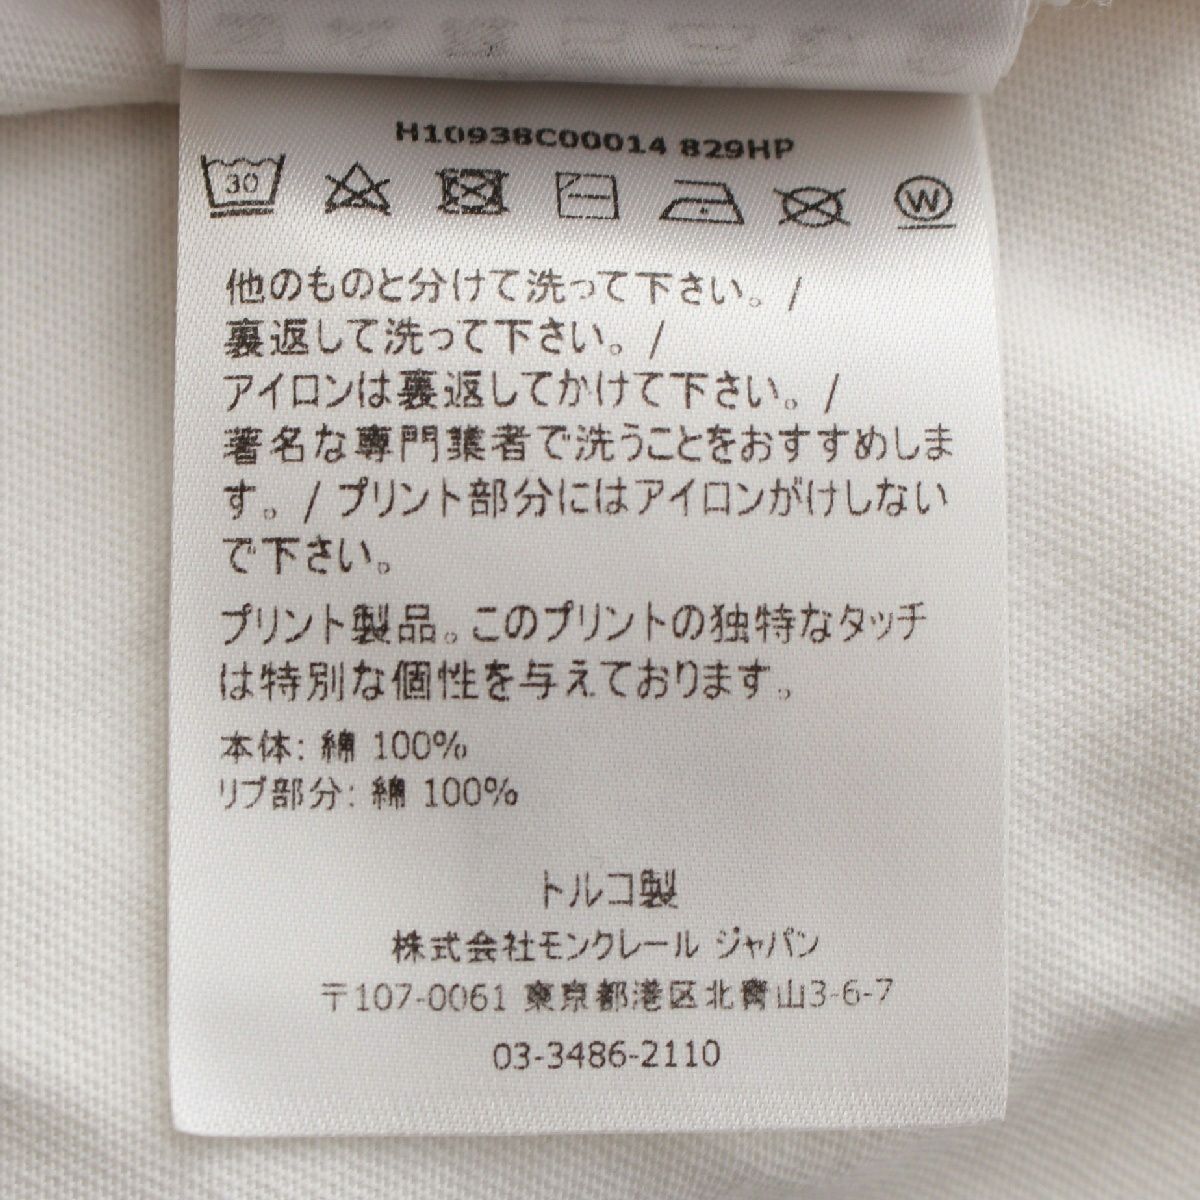 H10938C00014 829HP
30
W
他のものと分けて洗って下さい。/
裏返して洗って下さい。/
アイロンは裏返してかけて下さい。/
著名な専門業者で洗うことをおすすめしま
す。/ プリント部分にはアイロンがけしない
で下さい。
プリント製品。このプリントの独特なタッチ
は特別な個性を与えております。
本体: 綿 100%
リブ部分: 綿 100%
トルコ製
株式会社モンクレール ジャパン
〒107-0061 東京都港区北青山3-6-7
03-3486-2110